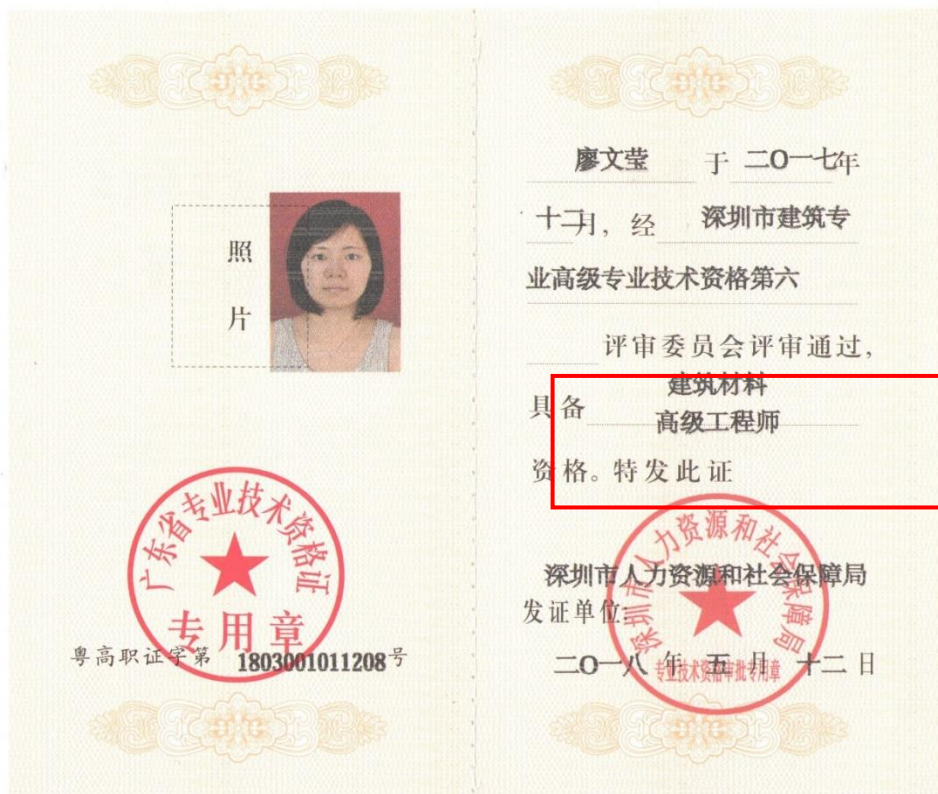 照
片
广东省专业技术资格证
专用章
粤高职证字第 1803001011208号
廖文莹 于 二O一七年
十二月，经 深圳市建筑专
业高级专业技术资格第六
评审委员会评审通过，
建筑材料
具备
高级工程师
资格。特发此证
深圳市人力资源和社会保障局
深圳市人力资源和社会保障局
发证单位：
二O一八年 五月 十二日
专业技术资格审批专用章